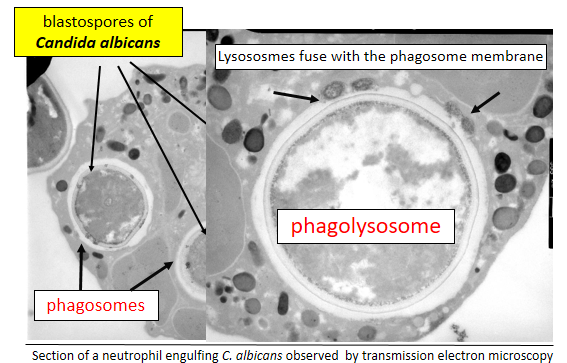 blastospores of
Candida albicans
Lysososmes fuse with the phagosome membrane
phagolysosome
phagosomes
Section of a neutrophil engulfing C. albicans observed by transmission electron microscopy